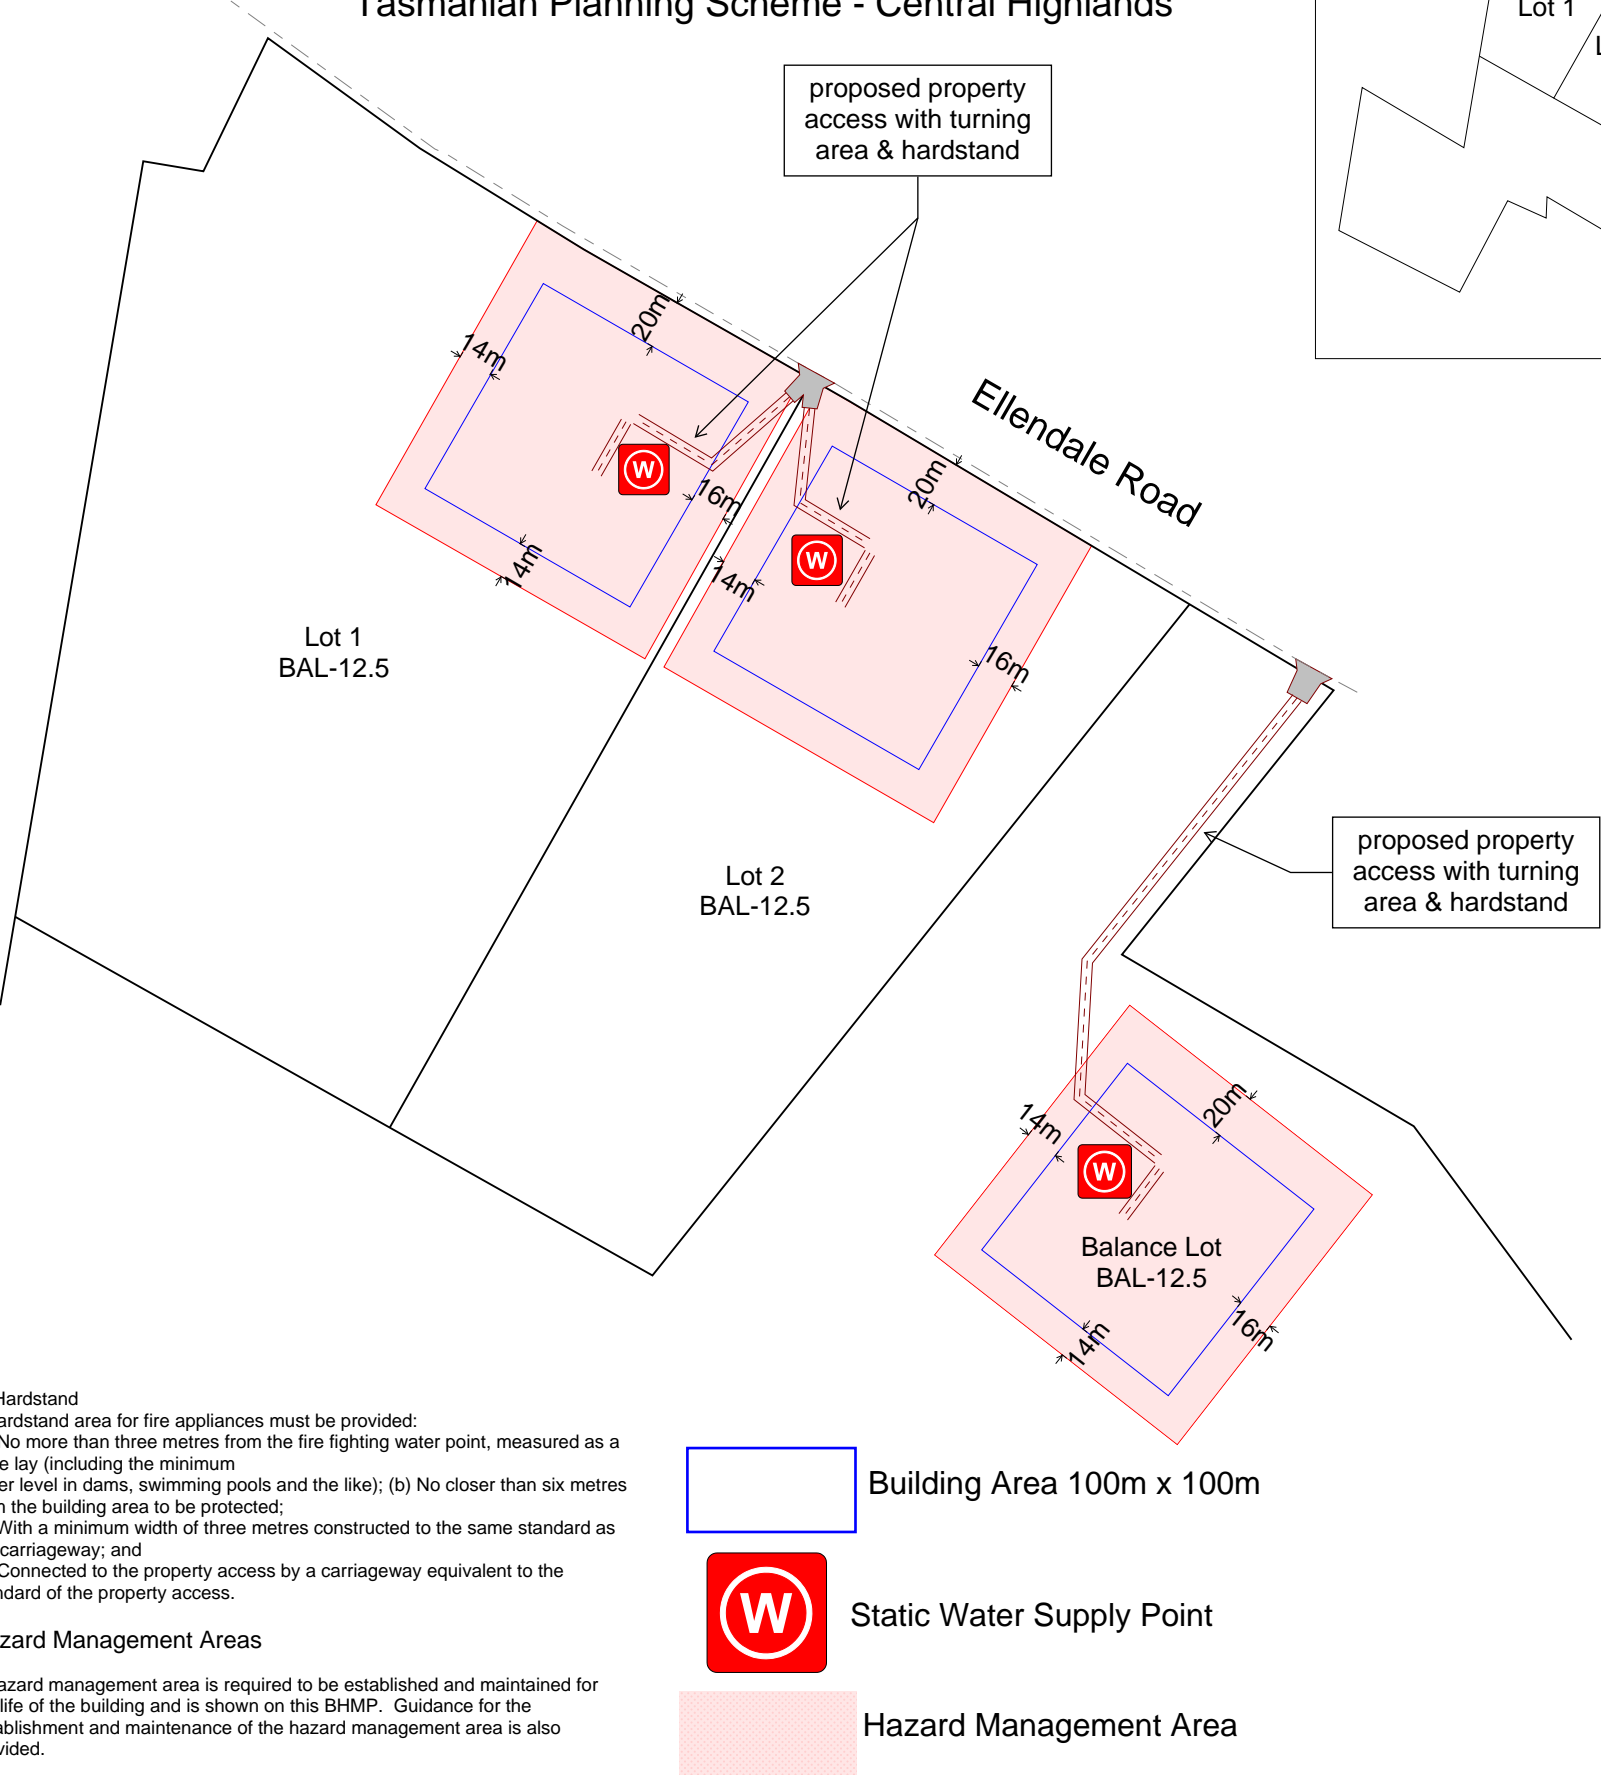 Tasmanian Planning Scheme - Central Highlands
Lot 1
proposed property
access with turning
area & hardstand
20m
14m
Ellendale Road
20m
16m
14m
14m
Lot 1
BAL-12.5
16m
proposed property
access with turning
area & hardstand
Lot 2
BAL-12.5
20m
14m
Balance Lot
BAL-12.5
16m
14m
Hardstand
ardstand area for fire appliances must be provided:
No more than three metres from the fire fighting water point, measured as a
e lay (including the minimum
er level in dams, swimming pools and the like); (b) No closer than six metres
n the building area to be protected;
With a minimum width of three metres constructed to the same standard as
carriageway; and
Connected to the property access by a carriageway equivalent to the
ndard of the property access.
zard Management Areas
azard management area is required to be established and maintained for
life of the building and is shown on this BHMP. Guidance for the
ablishment and maintenance of the hazard management area is also
vided.
Building Area 100m x 100m
W
Static Water Supply Point
Hazard Management Area
W
W
W